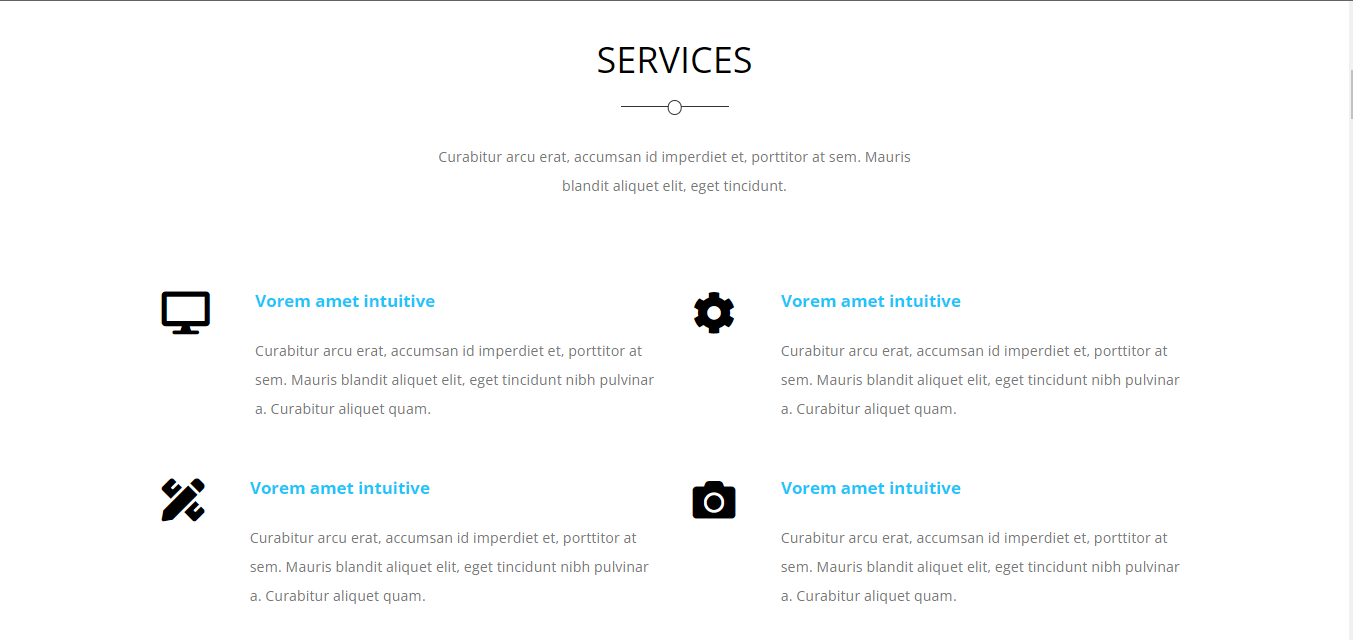 SERVICES
Curabitur arcu erat, accumsan id imperdiet et, porttitor at sem. Mauris
blandit aliquet elit, eget tincidunt.
Vorem amet intuitive
Curabitur arcu erat, accumsan id imperdiet et, porttitor at
sem. Mauris blandit aliquet elit, eget tincidunt nibh pulvinar
a. Curabitur aliquet quam.
Vorem amet intuitive
Curabitur arcu erat, accumsan id imperdiet et, porttitor at
sem. Mauris blandit aliquet elit, eget tincidunt nibh pulvinar
a. Curabitur aliquet quam.
Vorem amet intuitive
Curabitur arcu erat, accumsan id imperdiet et, porttitor at
sem. Mauris blandit aliquet elit, eget tincidunt nibh pulvinar
a. Curabitur aliquet quam.
Vorem amet intuitive
Curabitur arcu erat, accumsan id imperdiet et, porttitor at
sem. Mauris blandit aliquet elit, eget tincidunt nibh pulvinar
a. Curabitur aliquet quam.